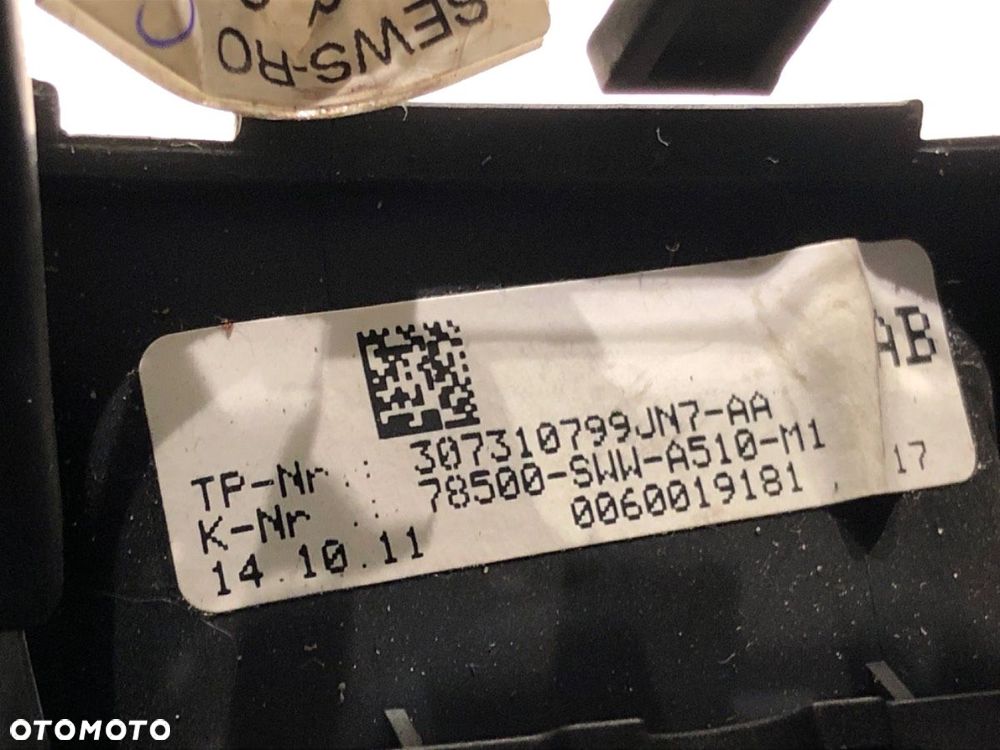 SEWS-RO
AB
TP-Nr.: 307310799JN7-AA
K-Nr : 78500-SWW-A510-M1
14.10.11 0060019181 17
OTOMOTO